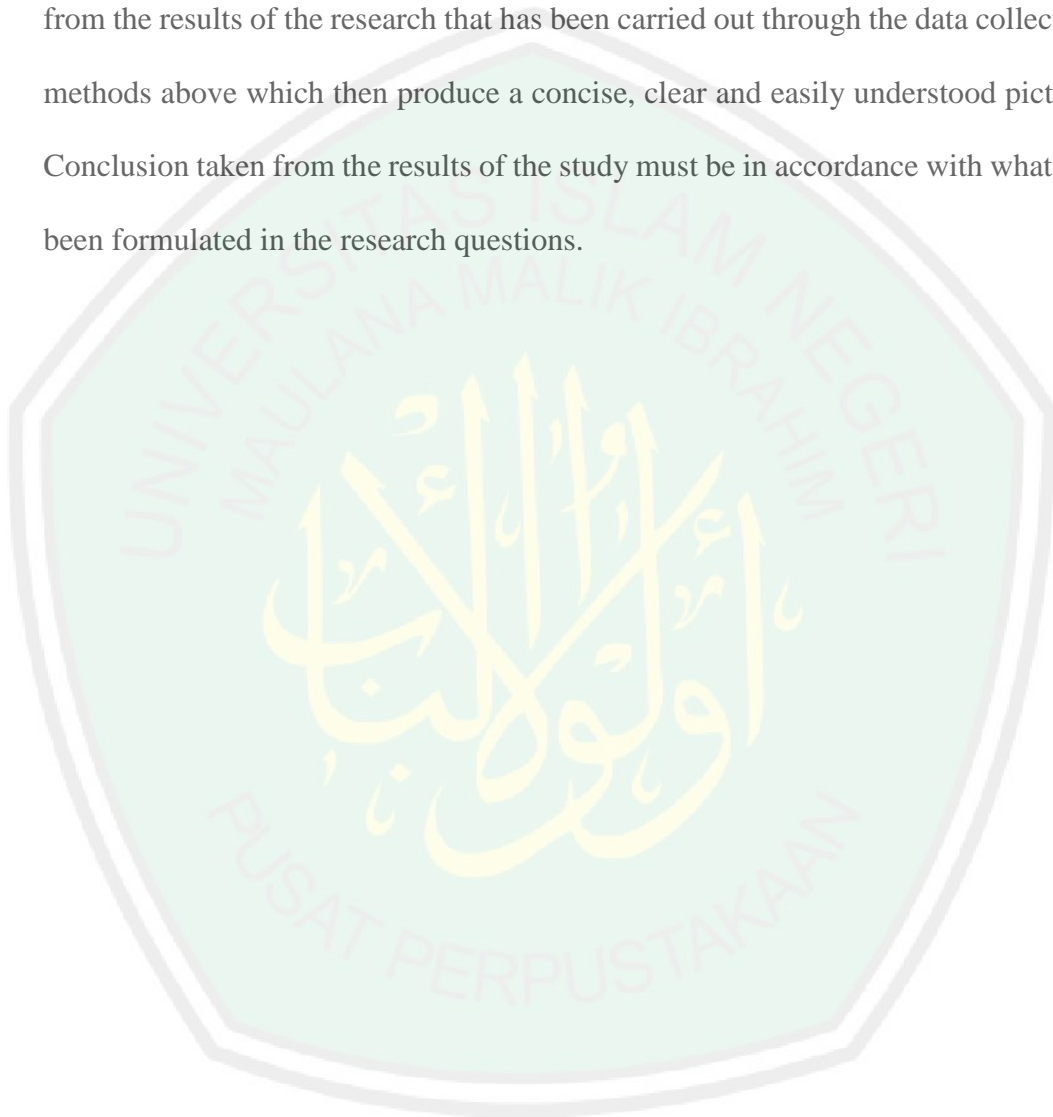 from the results of the research that has been carried out through the data collec
methods above which then produce a concise, clear and easily understood pict
Conclusion taken from the results of the study must be in accordance with what
been formulated in the research questions.
UNIVERSITAS ISLAM NEGERI
MAULANA MALIK IBRAHIM
أولوا الألباب
PUSAT PERPUSTAKAAN